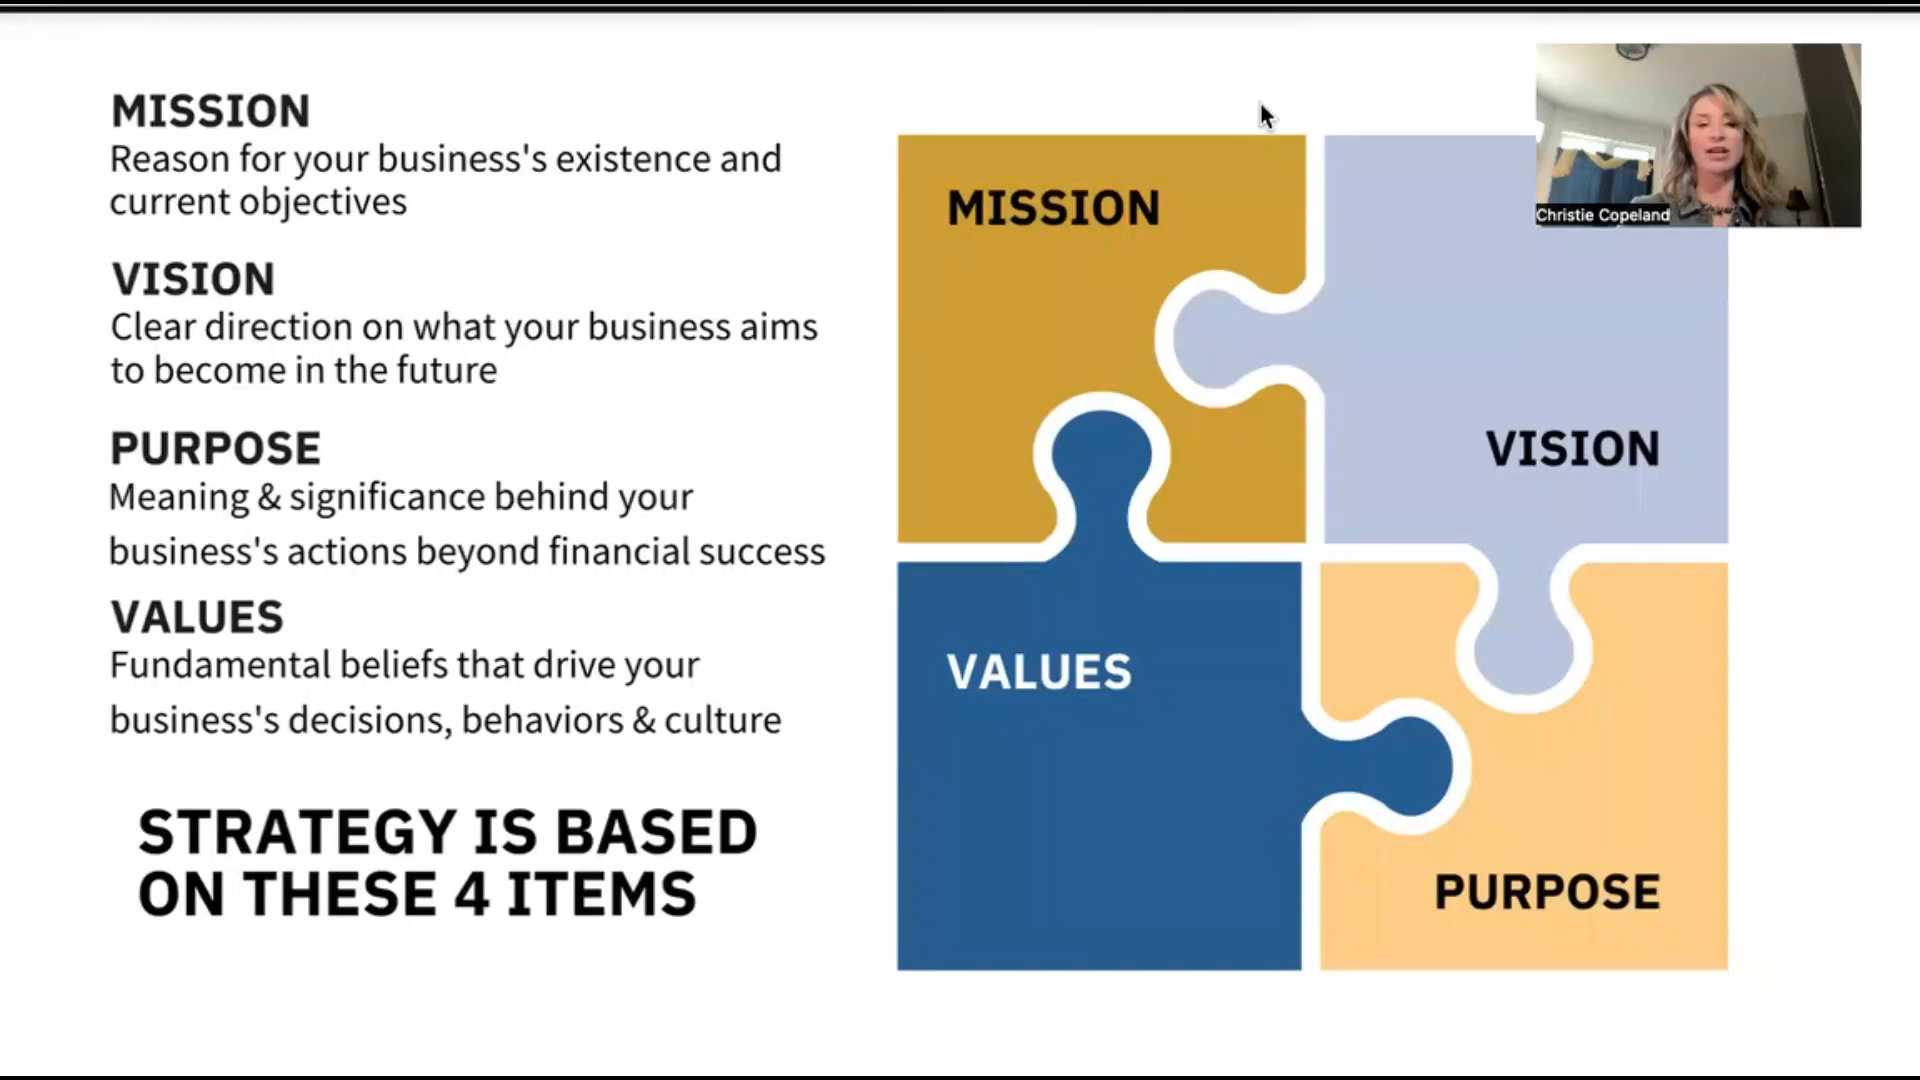 MISSION
Reason for your business's existence and
current objectives
VISION
Clear direction on what your business aims
to become in the future
PURPOSE
Meaning & significance behind your
business's actions beyond financial success
VALUES
Fundamental beliefs that drive your
business's decisions, behaviors & culture
STRATEGY IS BASED
ON THESE 4 ITEMS
MISSION
VISION
VALUES
PURPOSE
Christie Copeland